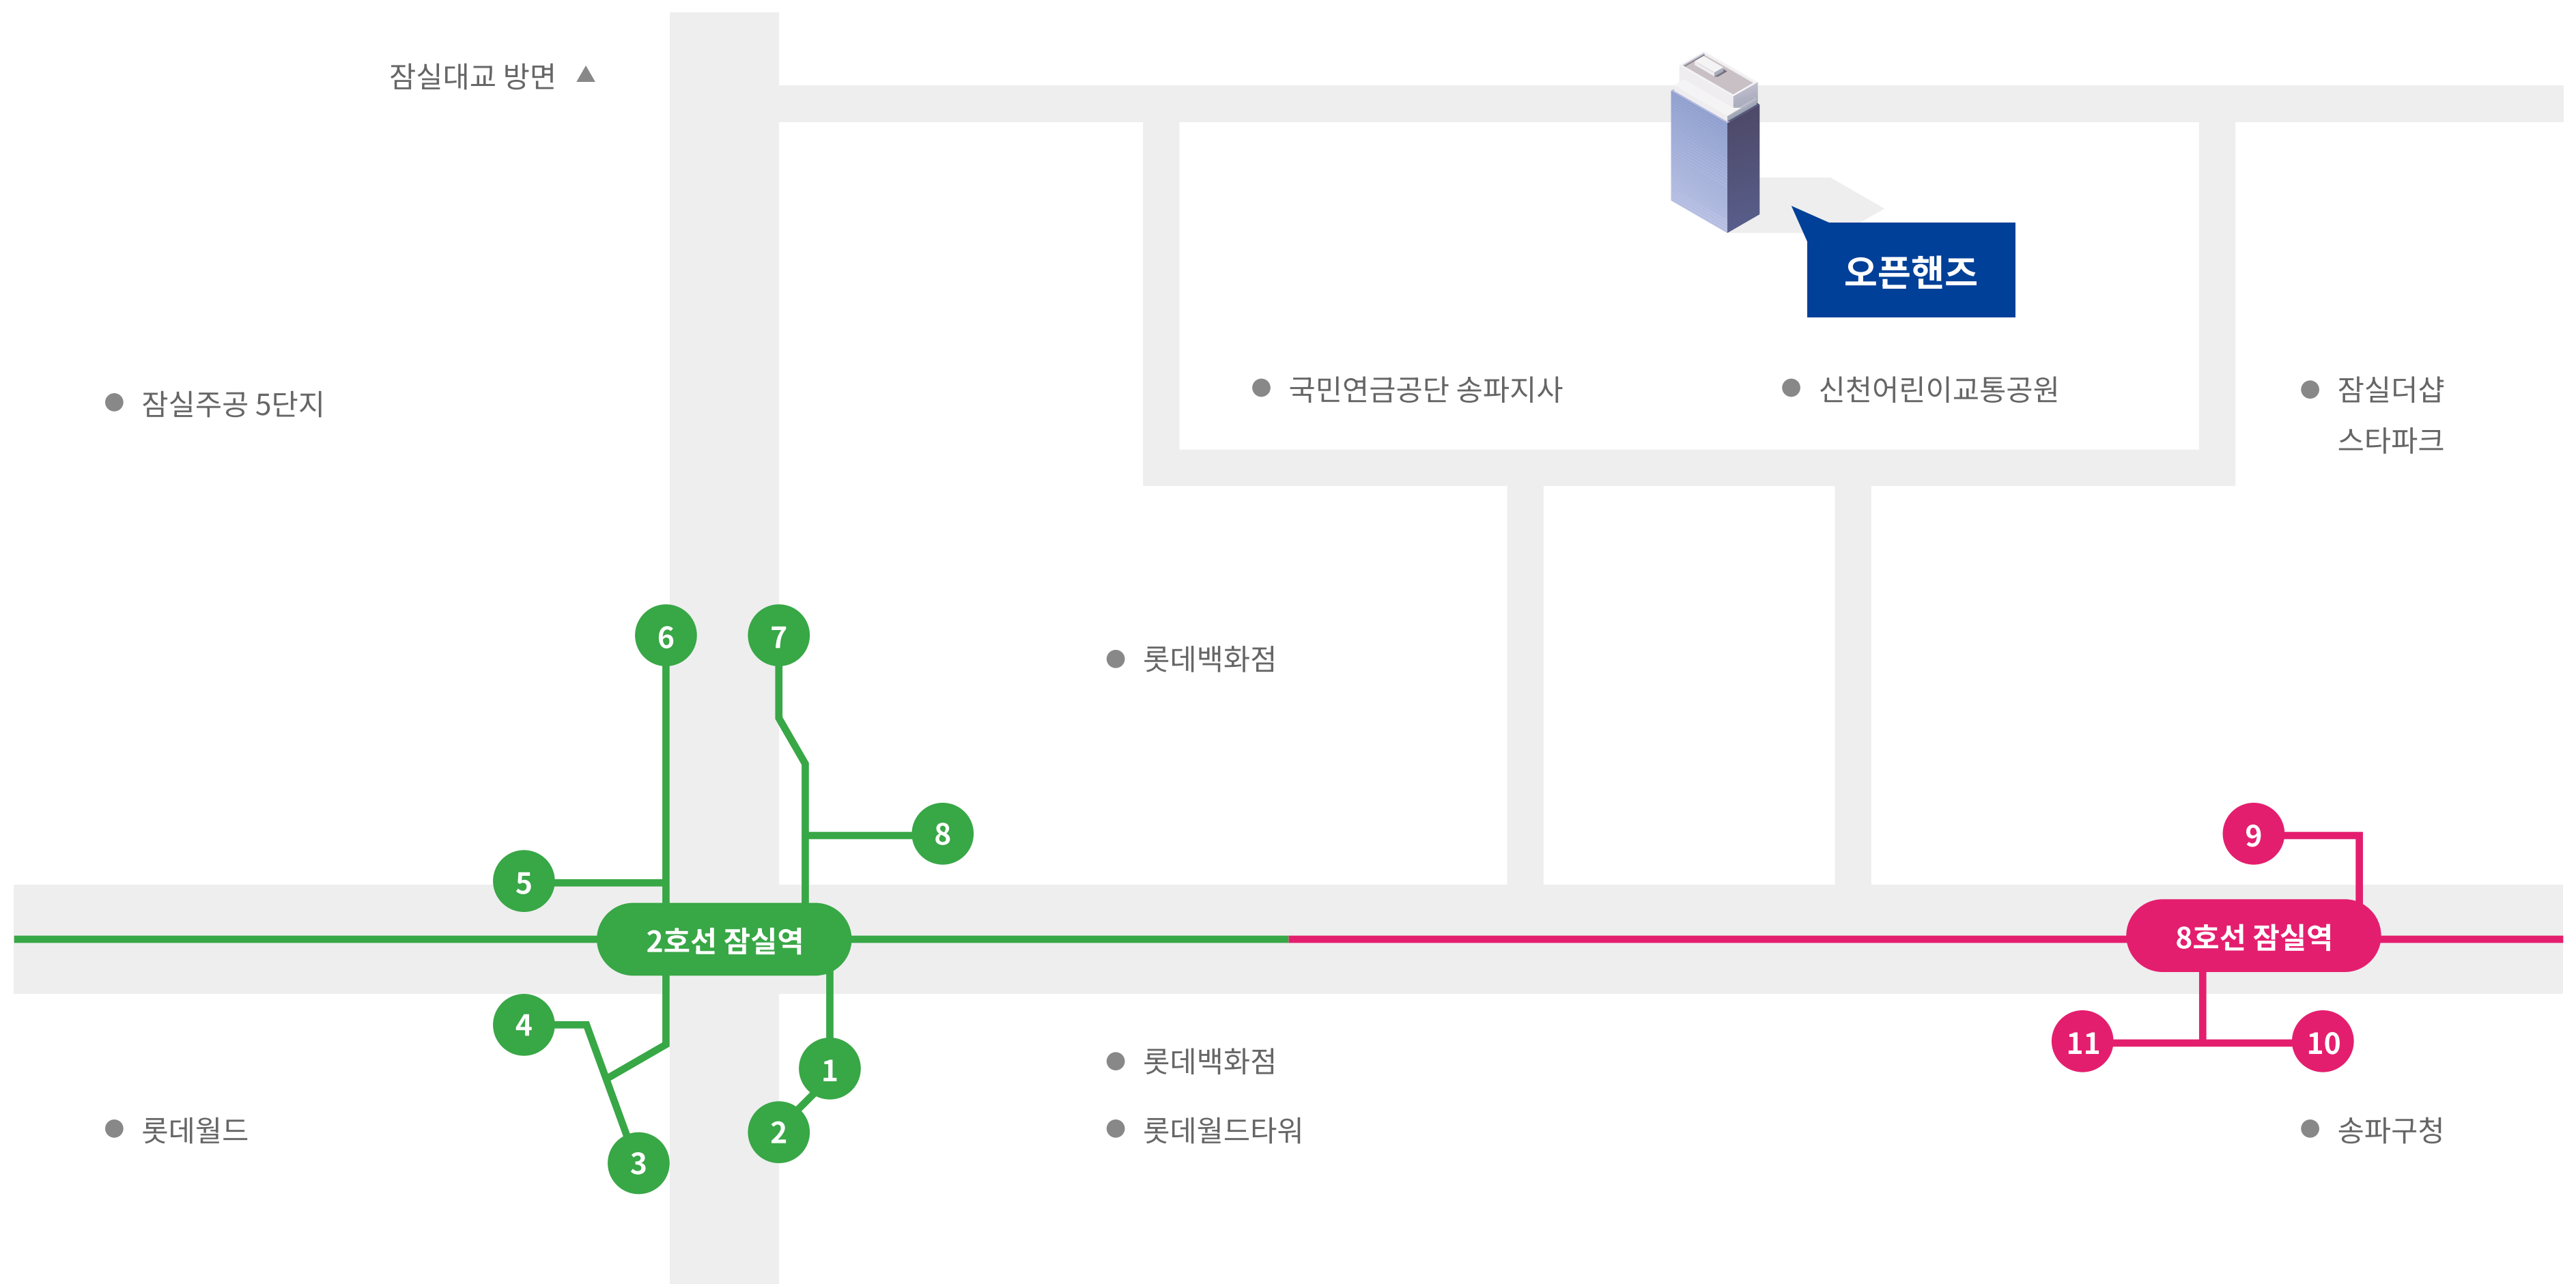 잠실대교 방면 ▲
오픈핸즈
잠실주공 5단지
국민연금공단 송파지사
신천어린이교통공원
잠실더샵
스타파크
6
7
롯데백화점
8
9
5
2호선 잠실역
8호선 잠실역
4
1
11
10
롯데백화점
롯데월드
2
롯데월드타워
송파구청
3